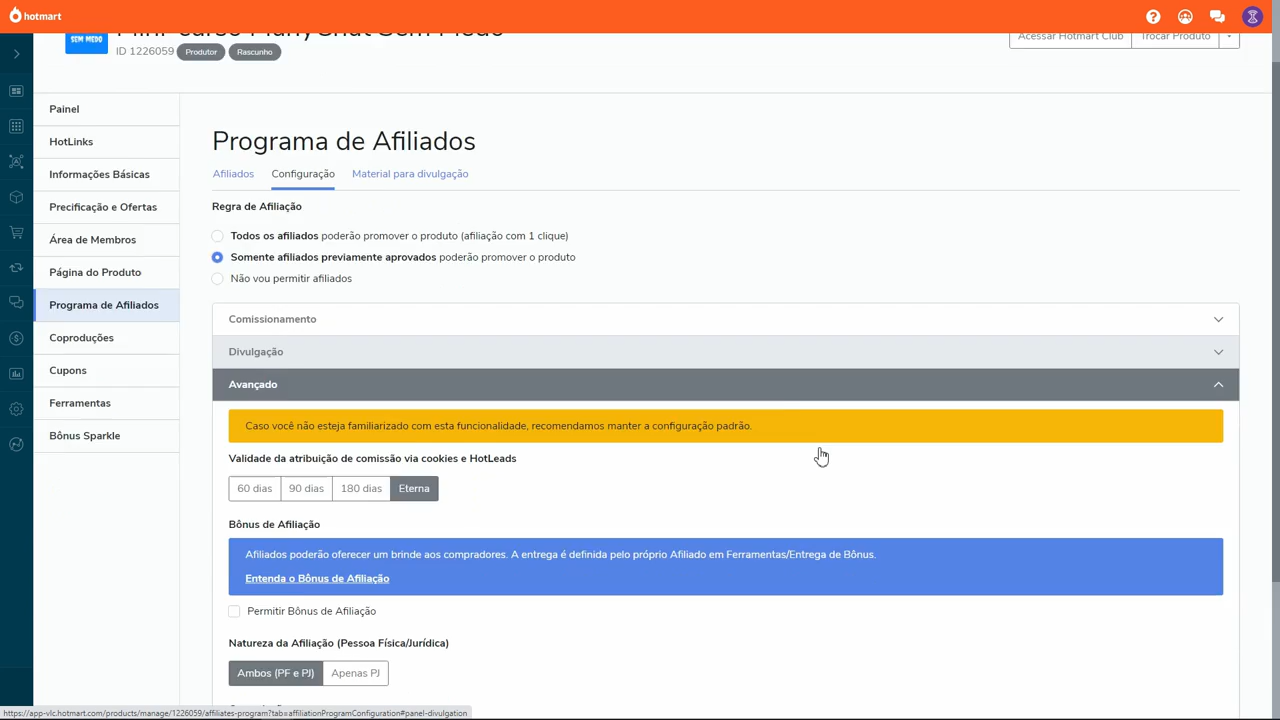 hotmart
SEM MEDO
Mini-curso ManyChat Sem Medo
ID 1226059 Produtor Rascunho
Acessar Hotmart Club Trocar Produto
Painel
HotLinks
Informações Básicas
Precificação e Ofertas
Área de Membros
Página do Produto
Programa de Afiliados
Coproduções
Cupons
Ferramentas
Bônus Sparkle
Programa de Afiliados
Afiliados Configuração Material para divulgação
Regra de Afiliação
Todos os afiliados poderão promover o produto (afiliação com 1 clique)
Somente afiliados previamente aprovados poderão promover o produto
Não vou permitir afiliados
Comissionamento
Divulgação
Avançado
Caso você não esteja familiarizado com esta funcionalidade, recomendamos manter a configuração padrão.
Validade da atribuição de comissão via cookies e HotLeads
60 dias 90 dias 180 dias Eterna
Bônus de Afiliação
Afiliados poderão oferecer um brinde aos compradores. A entrega é definida pelo próprio Afiliado em Ferramentas/Entrega de Bônus.
Entenda o Bônus de Afiliação
Permitir Bônus de Afiliação
Natureza da Afiliação (Pessoa Física/Jurídica)
Ambos (PF e PJ) Apenas PJ
https://app-vlc.hotmart.com/products/manage/1226059/affiliates-program?tab=affiliationProgramConfiguration#panel-divulgation